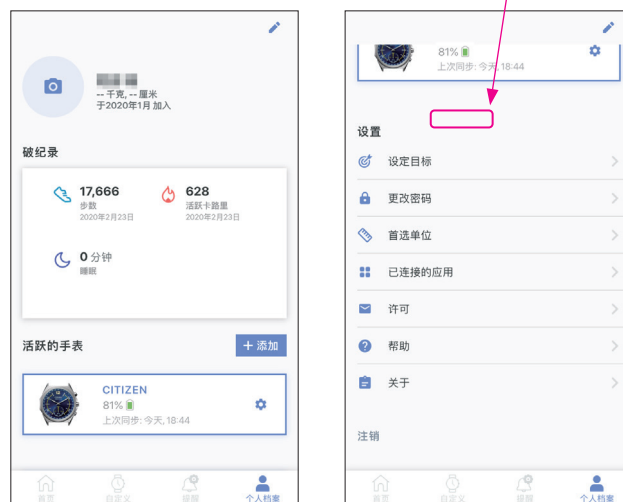 -- 千克, -- 厘米
于2020年1月 加入
破纪录
17,666
步数
2020年2月23日
628
活跃卡路里
2020年2月23日
0 分钟
睡眠
活跃的手表
+ 添加
CITIZEN
81%
上次同步: 今天, 18:44
首页
自定义
提醒
个人档案
81%
上次同步: 今天, 18:44
设置
设定目标
更改密码
首选单位
已连接的应用
许可
帮助
关于
注销
首页
自定义
提醒
个人档案